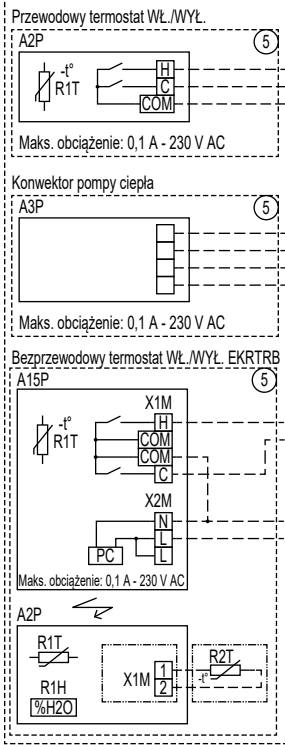 Przewodowy termostat WŁ./WYŁ.
A2P
5
-t°
R1T
H
C
COM
Maks. obciążenie: 0,1 A - 230 V AC
Konwektor pompy ciepła
A3P
5
Maks. obciążenie: 0,1 A - 230 V AC
Bezprzewodowy termostat WŁ./WYŁ. EKRTRB
A15P
5
X1M
-t°
R1T
H
COM
COM
C
X2M
N
L
L
PC
Maks. obciążenie: 0,1 A - 230 V AC
A2P
R1T
R1H
%H2O
X1M
1
2
R2T
-t°